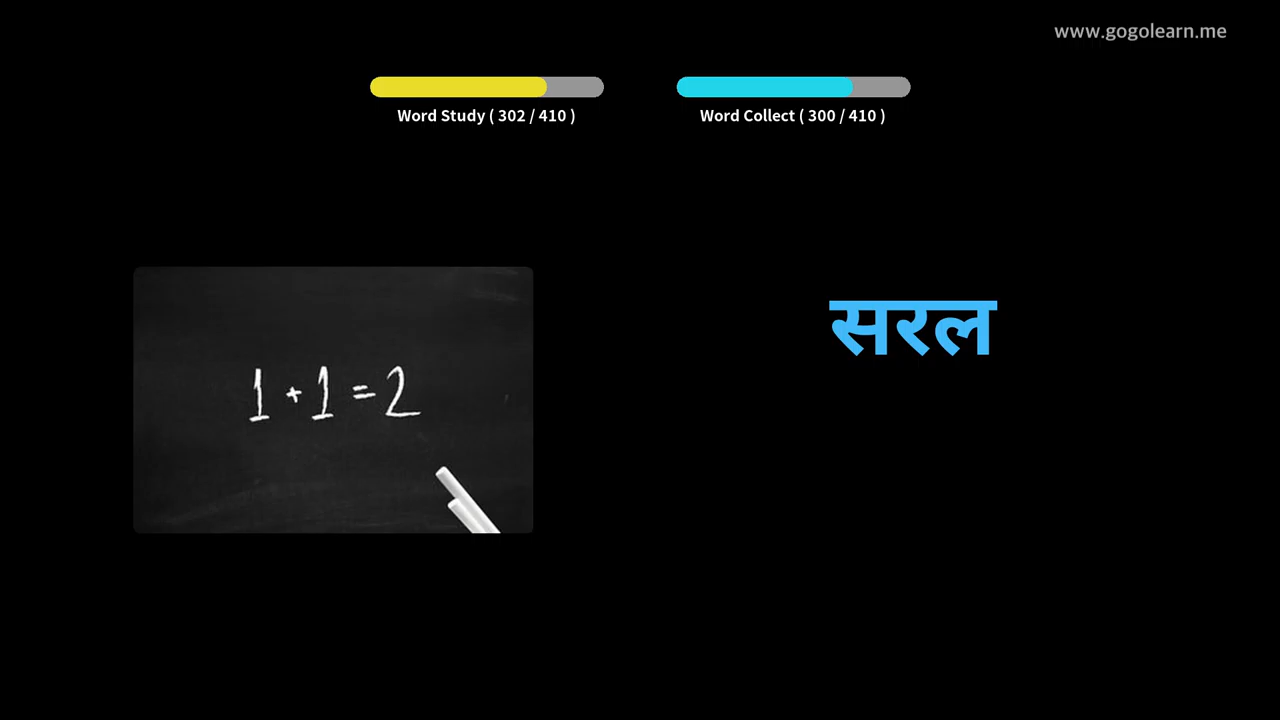 www.gogolearn.me
Word Study ( 302 / 410 )
Word Collect ( 300 / 410 )
1 + 1 = 2
सरल